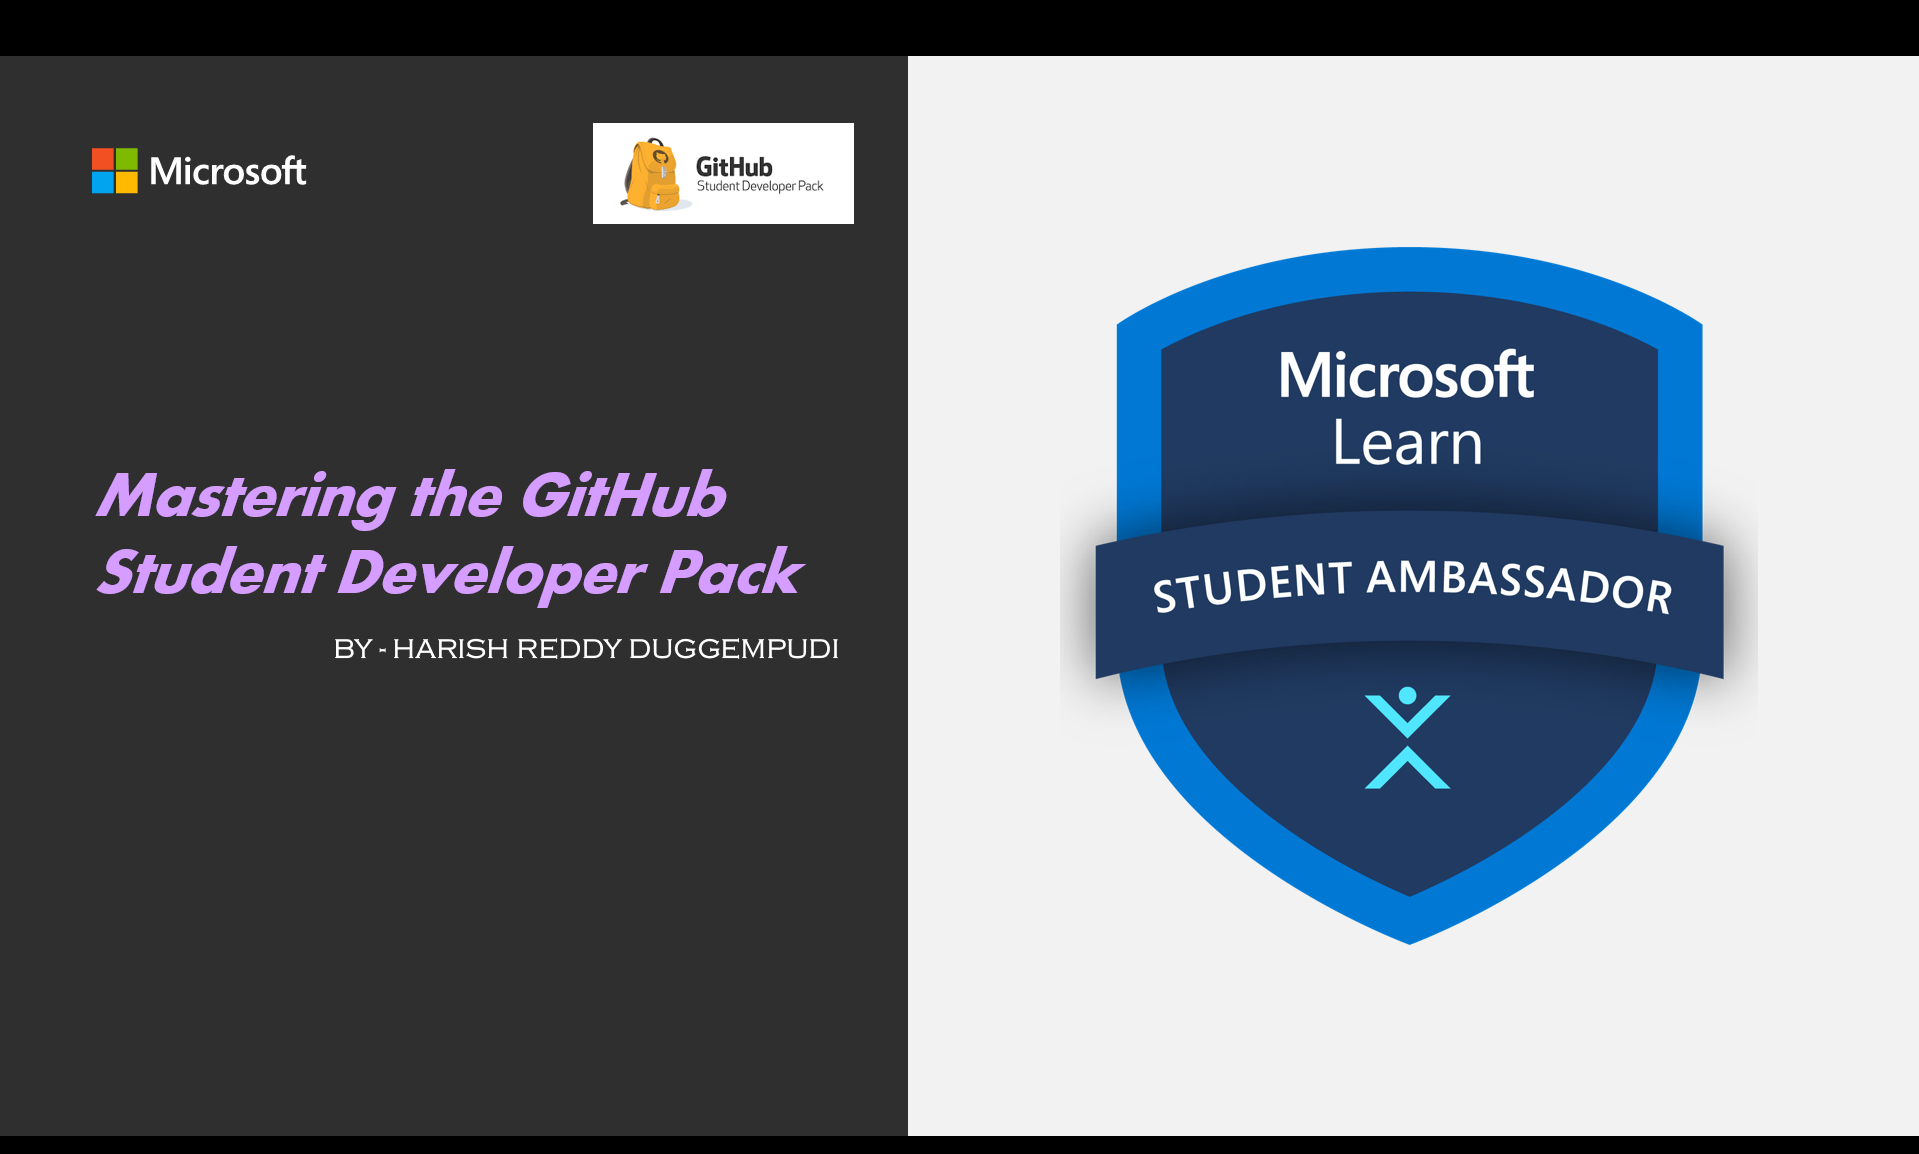 Microsoft
GitHub
Student Developer Pack
Mastering the GitHub
Student Developer Pack
BY - HARISH REDDY DUGGEMPUDI
Microsoft
Learn
STUDENT AMBASSADOR